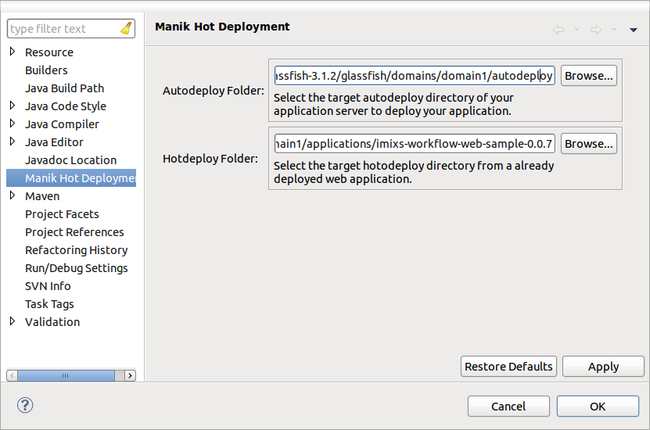 type filter text
Resource
Builders
Java Build Path
Java Code Style
Java Compiler
Java Editor
Javadoc Location
Manik Hot Deploymen
Maven
Project Facets
Project References
Refactoring History
Run/Debug Settings
SVN Info
Task Tags
Validation
Manik Hot Deployment
Autodeploy Folder:
assfish-3.1.2/glassfish/domains/domain1/autodeploy
Browse...
Select the target autodeploy directory of your
application server to deploy your application.
Hotdeploy Folder:
nain1/applications/imixs-workflow-web-sample-0.0.7
Browse...
Select the target hotodeploy directory from a already
deployed web application.
Restore Defaults
Apply
?
Cancel
OK